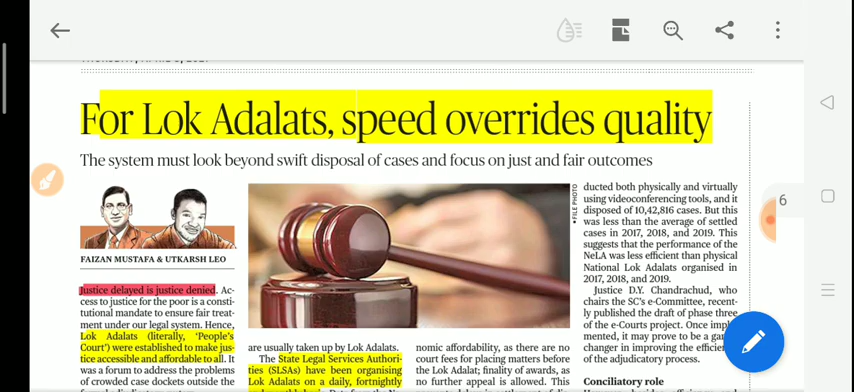 For Lok Adalats, speed overrides quality
The system must look beyond swift disposal of cases and focus on just and fair outcomes
FAIZAN MUSTAFA & UTKARSH LEO
Justice delayed is justice denied. Ac-
cess to justice for the poor is a consti-
tutional mandate to ensure fair treat-
ment under our legal system. Hence,
Lok Adalats (literally, ‘People’s
Court’) were established to make jus-
tice accessible and affordable to all. It
was a forum to address the problems
of crowded case dockets outside of
• FILE PHOTO
are usually taken up by Lok Adalats.
The State Legal Services Authori-
ties (SLSAs) have been organising
Lok Adalats on a daily, fortnightly
nomic affordability, as there are no
court fees for placing matters before
the Lok Adalat; finality of awards, as
no further appeal is allowed. This
ducted both physically and virtually
using videoconferencing tools, and it
disposed of 10,42,816 cases. But this
was less than the average of settled
cases in 2017, 2018, and 2019. This
suggests that the performance of the
NeLA was less efficient than physical
National Lok Adalats organised in
2017, 2018, and 2019.
Justice D.Y. Chandrachud, who
chairs the SC’s e-Committee, recent-
ly published the draft of phase three
of the e-Courts project. Once
mented, it may prove to be a
changer in improving the
of the adjudicatory process.
Conciliatory role
6